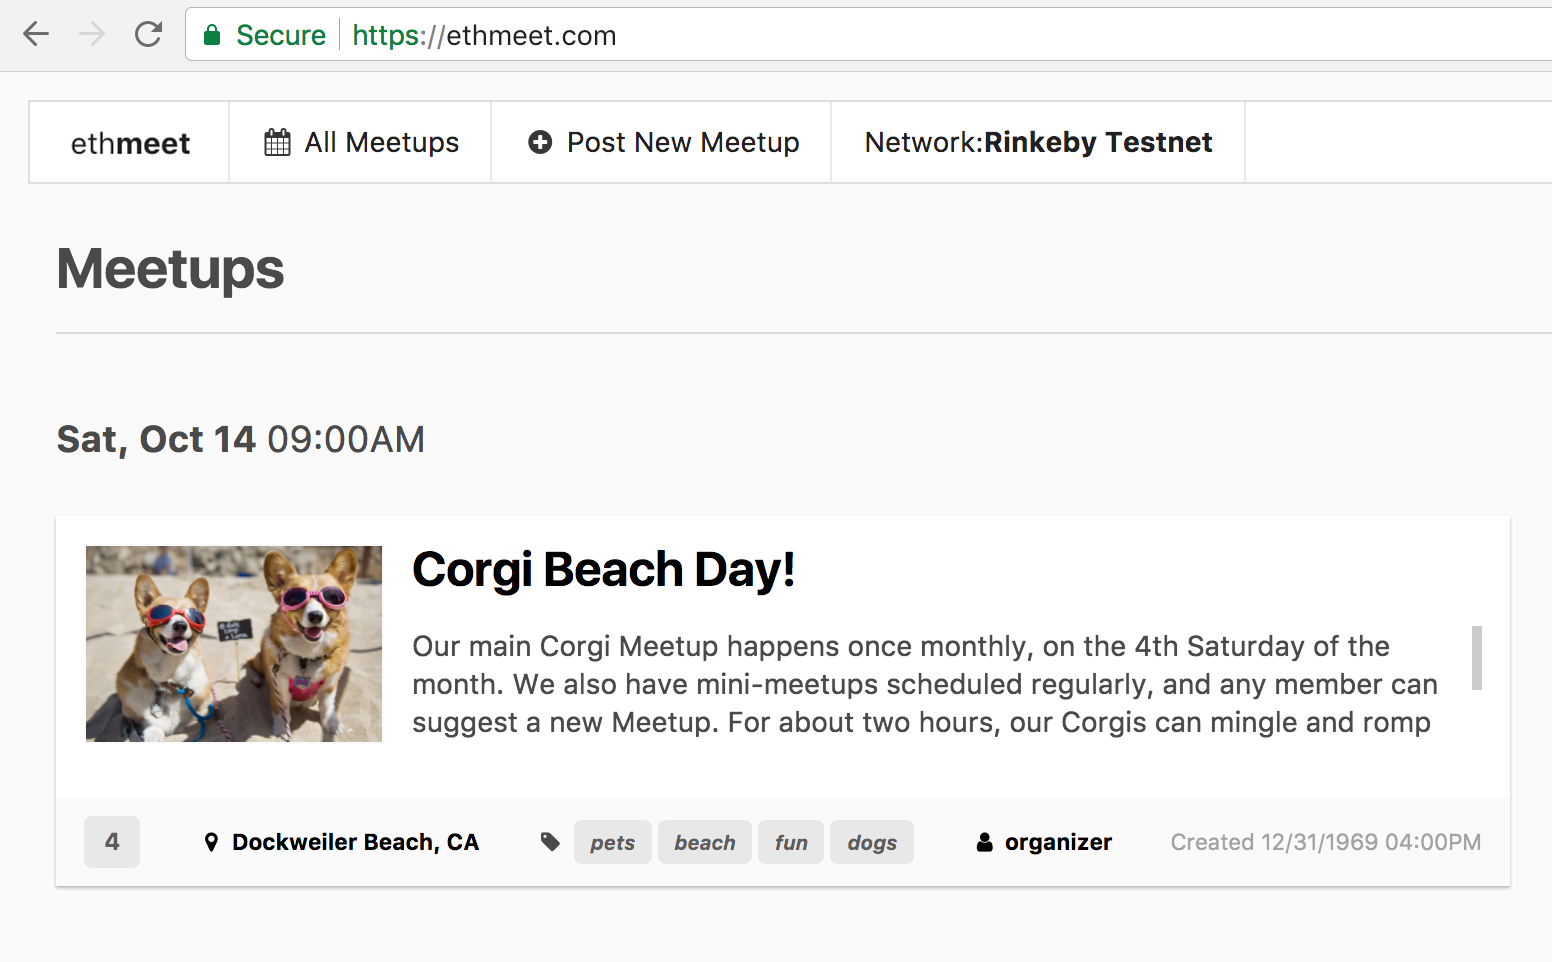 Secure https://ethmeet.com
ethmeet All Meetups Post New Meetup Network:Rinkeby Testnet
Meetups
Sat, Oct 14 09:00AM
Corgi Beach Day!
Our main Corgi Meetup happens once monthly, on the 4th Saturday of the
month. We also have mini-meetups scheduled regularly, and any member can
suggest a new Meetup. For about two hours, our Corgis can mingle and romp
4 Dockweiler Beach, CA pets beach fun dogs organizer Created 12/31/1969 04:00PM